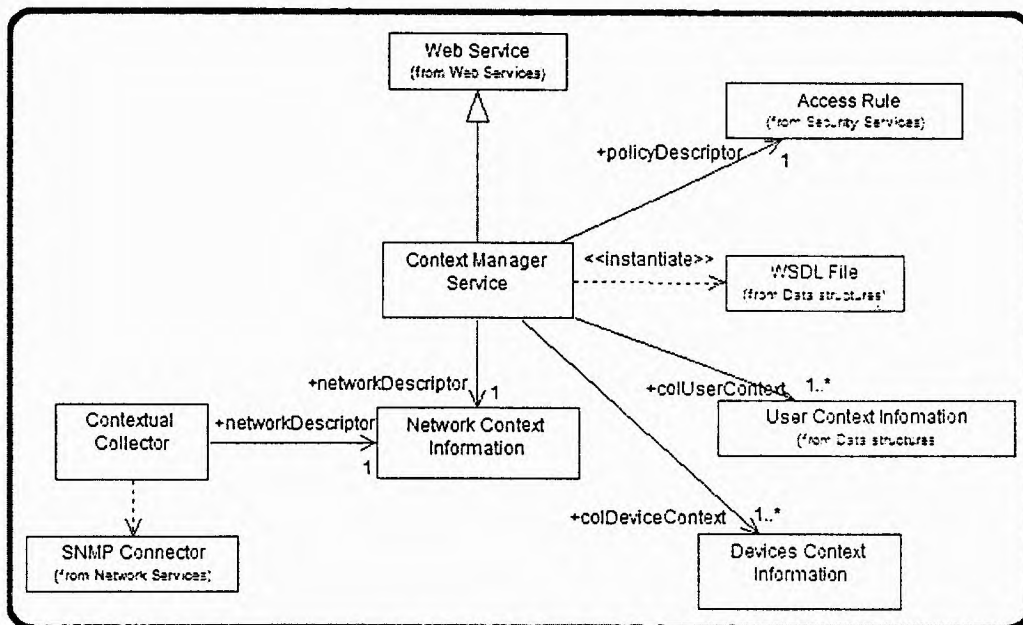 Web Service
(from Web Services)
Access Rule
(from Security Services)
+policyDescriptor
1
Context Manager
Service
<<instantiate>>
WSDL File
(from Data structures)
+networkDescriptor
1
+colUserContext
1..*
Contextual
Collector
+networkDescriptor
1
Network Context
Information
User Context Infomation
(from Data structures
+colDeviceContext
1..*
SNMP Connector
(from Network Services)
Devices Context
Information